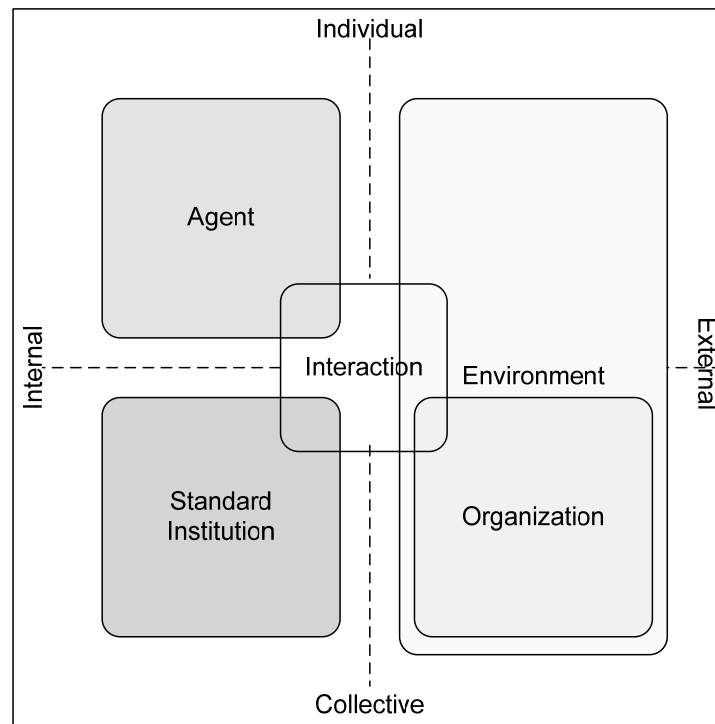 Individual
Agent
Internal
Interaction
Environment
External
Standard
Institution
Organization
Collective